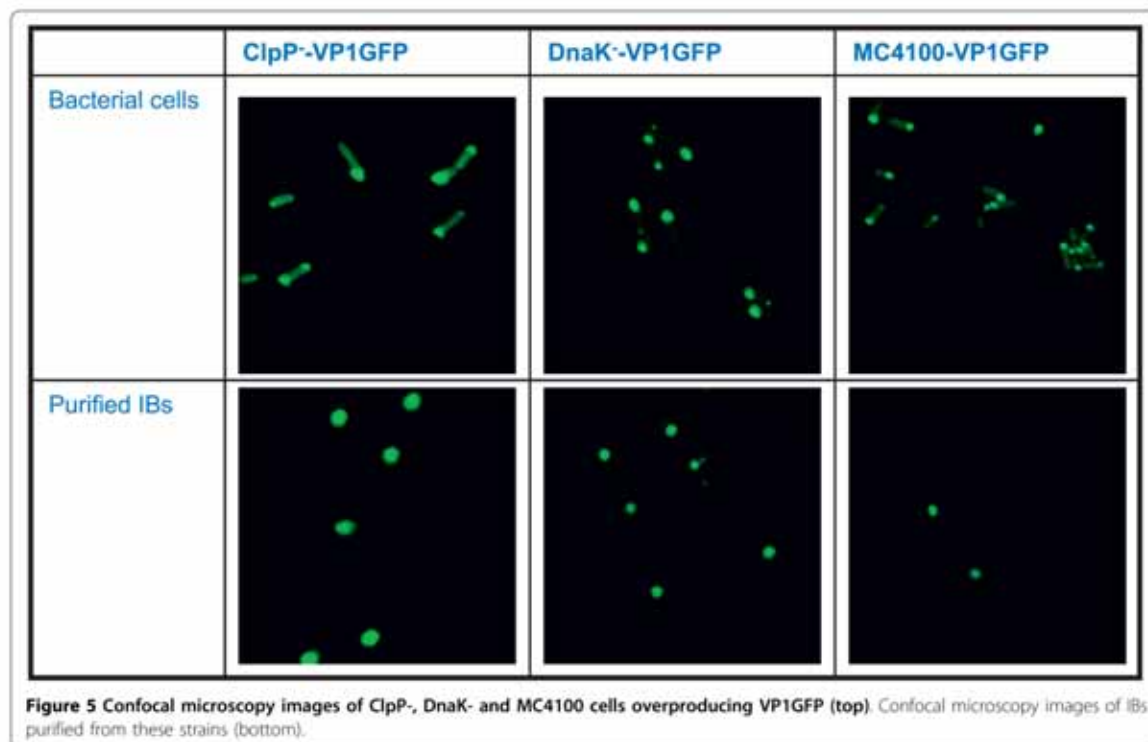 ClpP--VP1GFP DnaK--VP1GFP MC4100-VP1GFP
Bacterial cells
Purified IBs
Figure 5 Confocal microscopy images of ClpP-, DnaK- and MC4100 cells overproducing VP1GFP (top). Confocal microscopy images of IBs
purified from these strains (bottom).